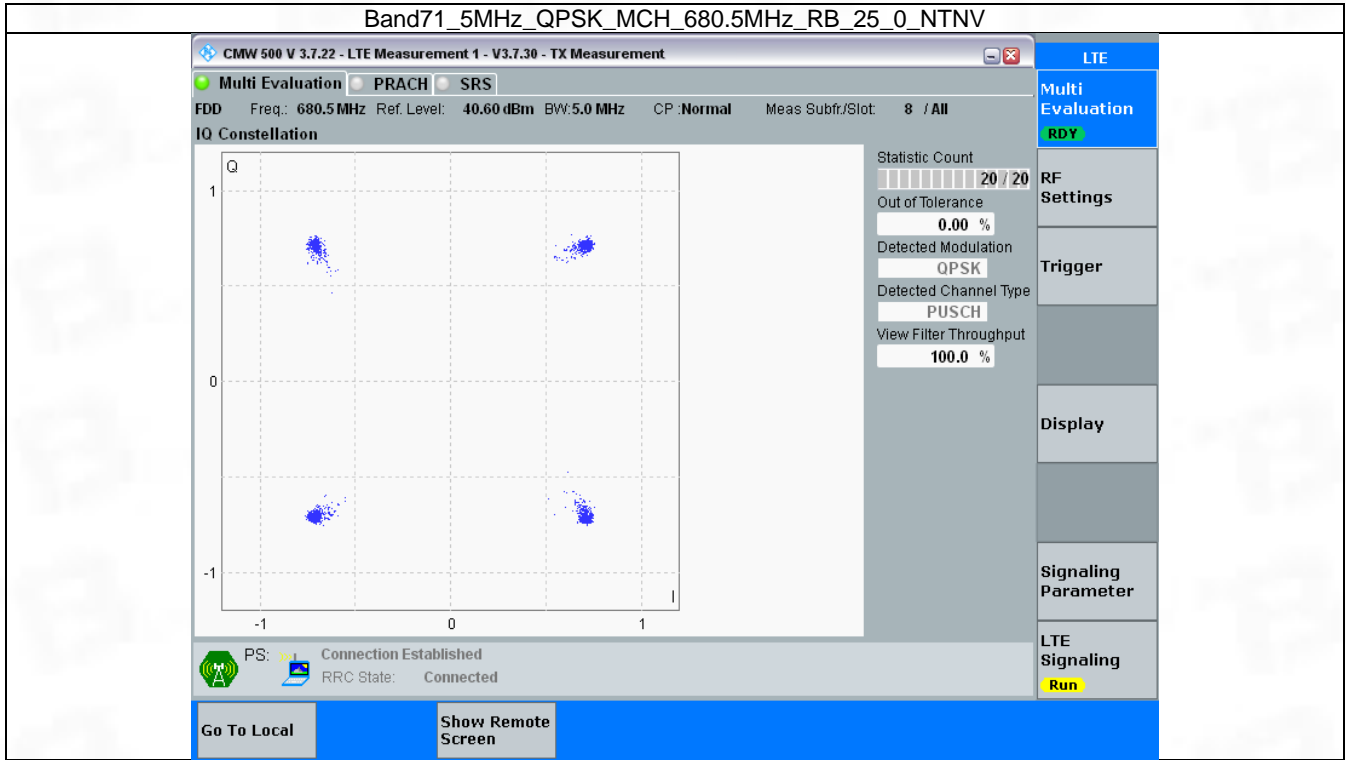 Band71_5MHz_QPSK_MCH_680.5MHz_RB_25_0_NTNV
CMW 500 V 3.7.22 - LTE Measurement 1 - V3.7.30 - TX Measurement
LTE
Multi Evaluation PRACH SRS
FDD Freq.: 680.5 MHz Ref. Level: 40.60 dBm BW:5.0 MHz CP :Normal Meas Subfr./Slot: 8 / All
IQ Constellation
Q
1
0
-1
I
-1 0 1
Statistic Count
20 / 20
Out of Tolerance
0.00 %
Detected Modulation
QPSK
Detected Channel Type
PUSCH
View Filter Throughput
100.0 %
Multi
Evaluation
RDY
RF
Settings
Trigger
Display
Signaling
Parameter
LTE
Signaling
Run
PS: Connection Established
RRC State: Connected
Go To Local
Show Remote
Screen